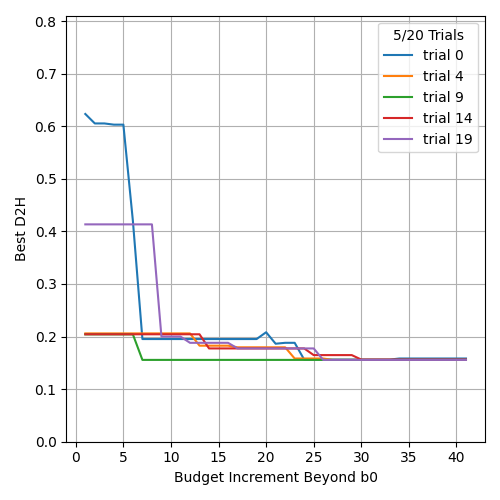 5/20 Trials
trial 0
trial 4
trial 9
trial 14
trial 19
0.8
0.7
0.6
0.5
0.4
0.3
0.2
0.1
0.0
Best D2H
0 5 10 15 20 25 30 35 40
Budget Increment Beyond b0